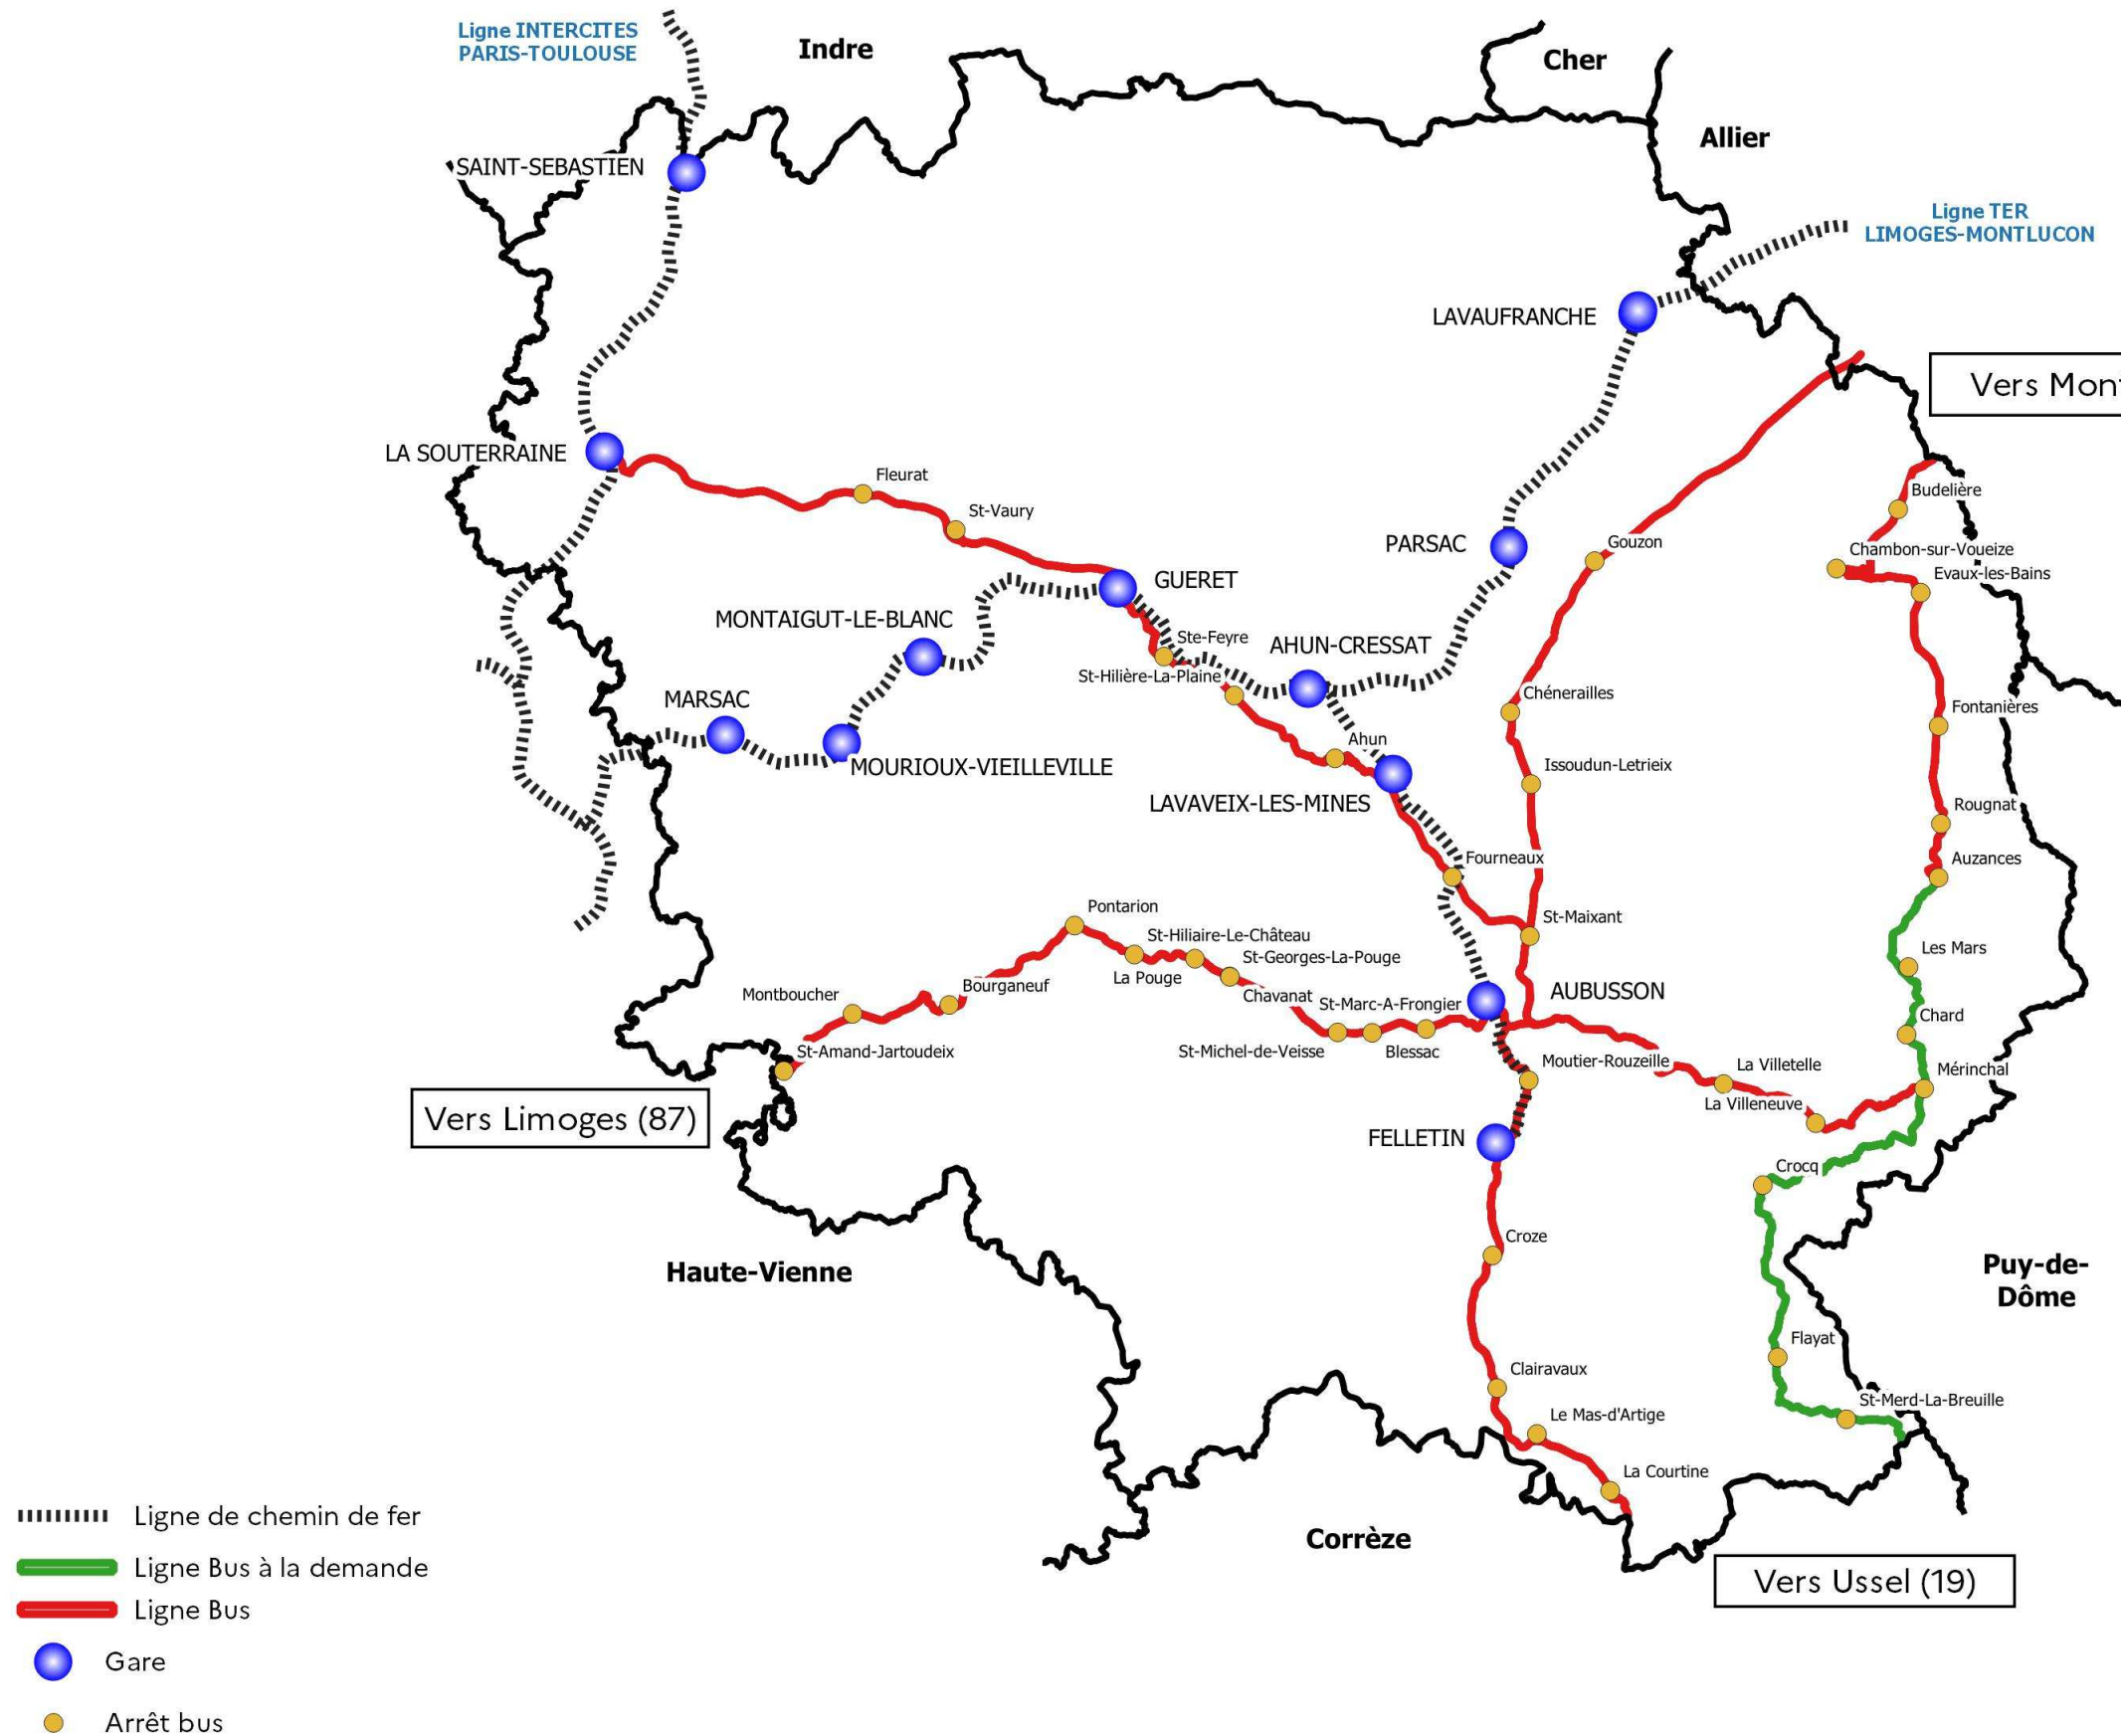 Ligne INTERCITES
PARIS-TOULOUSE
Indre
Cher
Allier
SAINT-SEBASTIEN
Ligne TER
LIMOGES-MONTLUCON
LAVAUFRANCHE
Vers Mont
LA SOUTERRAINE
Fleurat
St-Vaury
Budelière
PARSAC
Gouzon
Chambon-sur-Voueize
Evaux-les-Bains
GUERET
MONTAIGUT-LE-BLANC
Ste-Feyre
AHUN-CRESSAT
St-Hilière-La-Plaine
MARSAC
Chénerailles
Fontanières
Ahun
MOURIOUX-VIEILLEVILLE
Issoudun-Letrieix
LAVAVEIX-LES-MINES
Rougnat
Fourneaux
Auzances
Pontarion
St-Maixant
St-Hiliaire-Le-Château
Les Mars
St-Georges-La-Pouge
La Pouge
Bourganeuf
Montboucher
Chavanat
St-Marc-A-Frongier
AUBUSSON
Chard
St-Amand-Jartoudeix
St-Michel-de-Veisse
Blessac
Moutier-Rouzeille
La Villetelle
Mérinchal
La Villeneuve
Vers Limoges (87)
FELLETIN
Crocq
Croze
Haute-Vienne
Puy-de-
Dôme
Flayat
Clairavaux
St-Merd-La-Breuille
Le Mas-d'Artige
La Courtine
Corrèze
Vers Ussel (19)
Ligne de chemin de fer
Ligne Bus à la demande
Ligne Bus
Gare
Arrêt bus